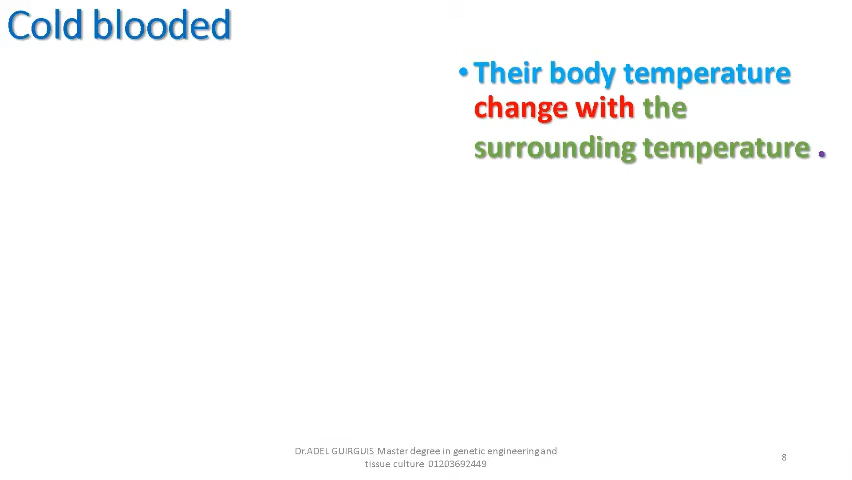 Cold blooded
• Their body temperature
change with the
surrounding temperature .
Dr.ADEL GUIRGUIS. Master degree in genetic engineering and
tissue culture 01203692449
8